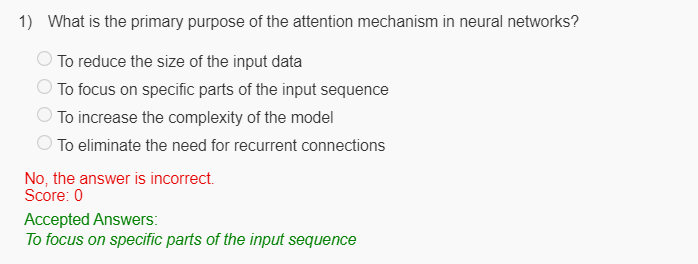 1) What is the primary purpose of the attention mechanism in neural networks?
To reduce the size of the input data
To focus on specific parts of the input sequence
To increase the complexity of the model
To eliminate the need for recurrent connections
No, the answer is incorrect.
Score: 0
Accepted Answers:
To focus on specific parts of the input sequence